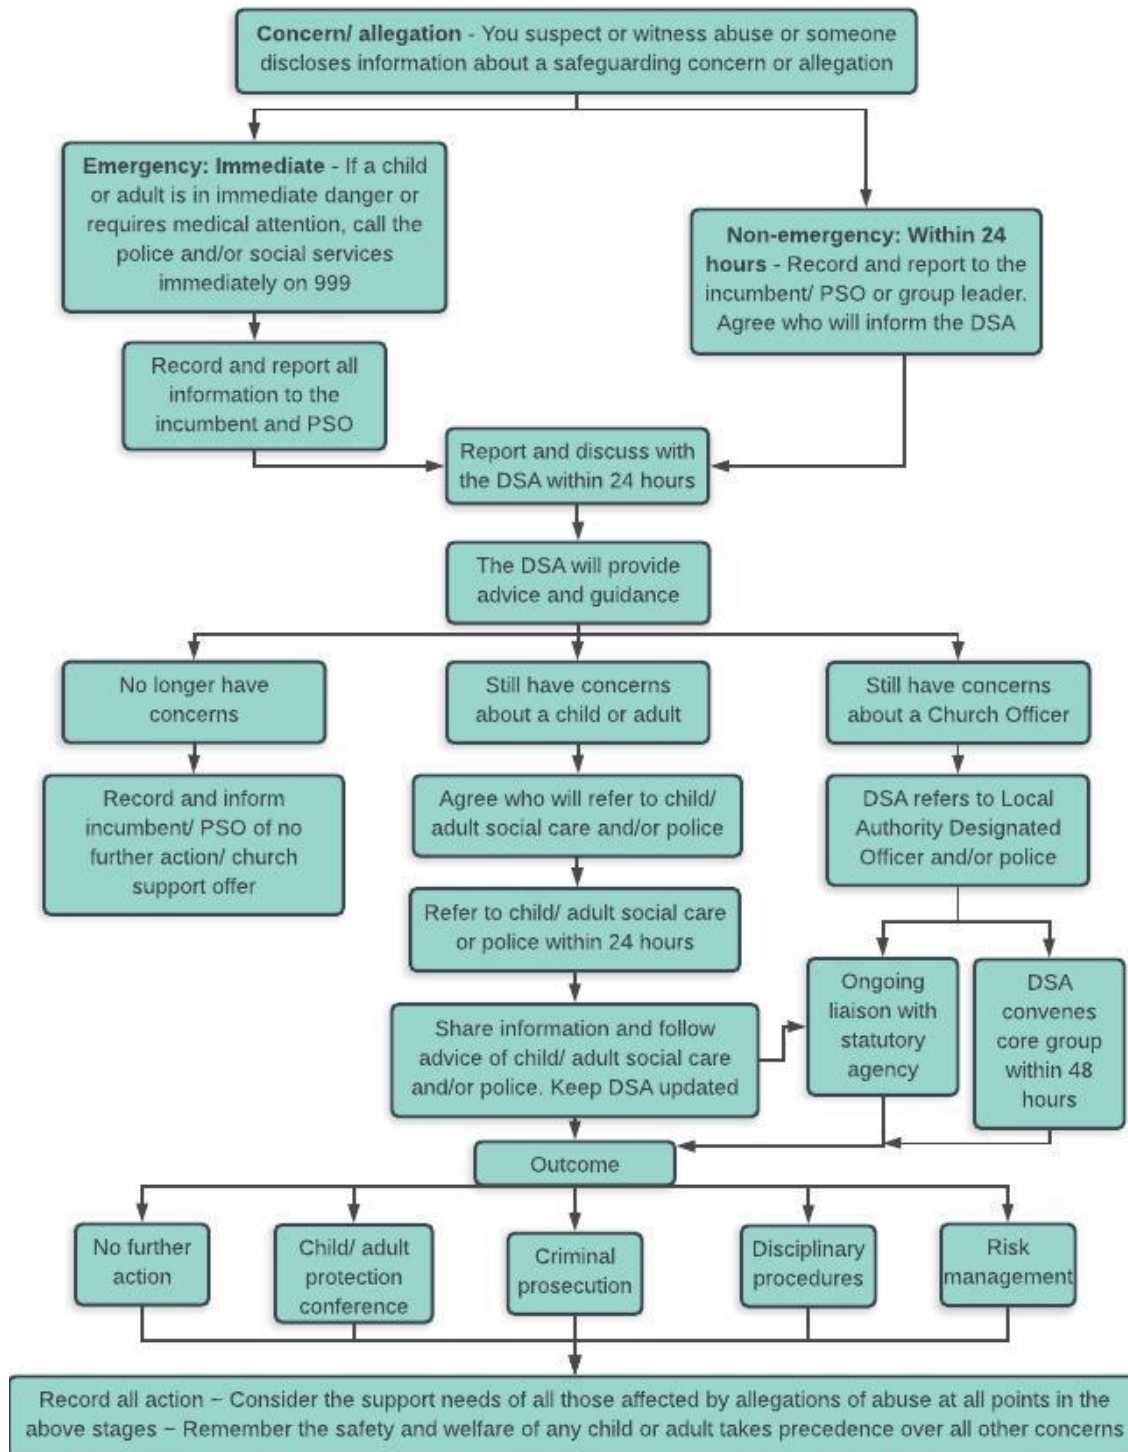 Concern/ allegation - You suspect or witness abuse or someone
discloses information about a safeguarding concern or allegation
Emergency: Immediate - If a child
or adult is in immediate danger or
requires medical attention, call the
police and/or social services
immediately on 999
Non-emergency: Within 24
hours - Record and report to the
incumbent/ PSO or group leader.
Agree who will inform the DSA
Record and report all
information to the
incumbent and PSO
Report and discuss with
the DSA within 24 hours
The DSA will provide
advice and guidance
No longer have
concerns
Still have concerns
about a child or adult
Still have concerns
about a Church Officer
Record and inform
incumbent/ PSO of no
further action/ church
support offer
Agree who will refer to child/
adult social care and/or police
DSA refers to Local
Authority Designated
Officer and/or police
Refer to child/ adult social care
or police within 24 hours
Share information and follow
advice of child/ adult social care
and/or police. Keep DSA updated
Ongoing
liaison with
statutory
agency
DSA
convenes
core group
within 48
hours
Outcome
No further
action
Child/ adult
protection
conference
Criminal
prosecution
Disciplinary
procedures
Risk
management
Record all action ~ Consider the support needs of all those affected by allegations of abuse at all points in the
above stages ~ Remember the safety and welfare of any child or adult takes precedence over all other concerns